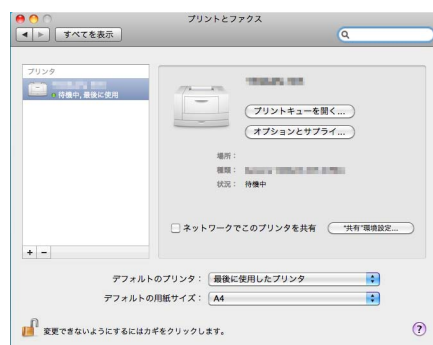 プリントとファクス
すべてを表示
プリンタ
待機中, 最後に使用
プリントキューを開く...
オプションとサプライ...
場所：
種類：
状況： 待機中
ネットワークでこのプリンタを共有
"共有"環境設定...
+ −
デフォルトのプリンタ： 最後に使用したプリンタ
デフォルトの用紙サイズ： A4
変更できないようにするにはカギをクリックします。
?